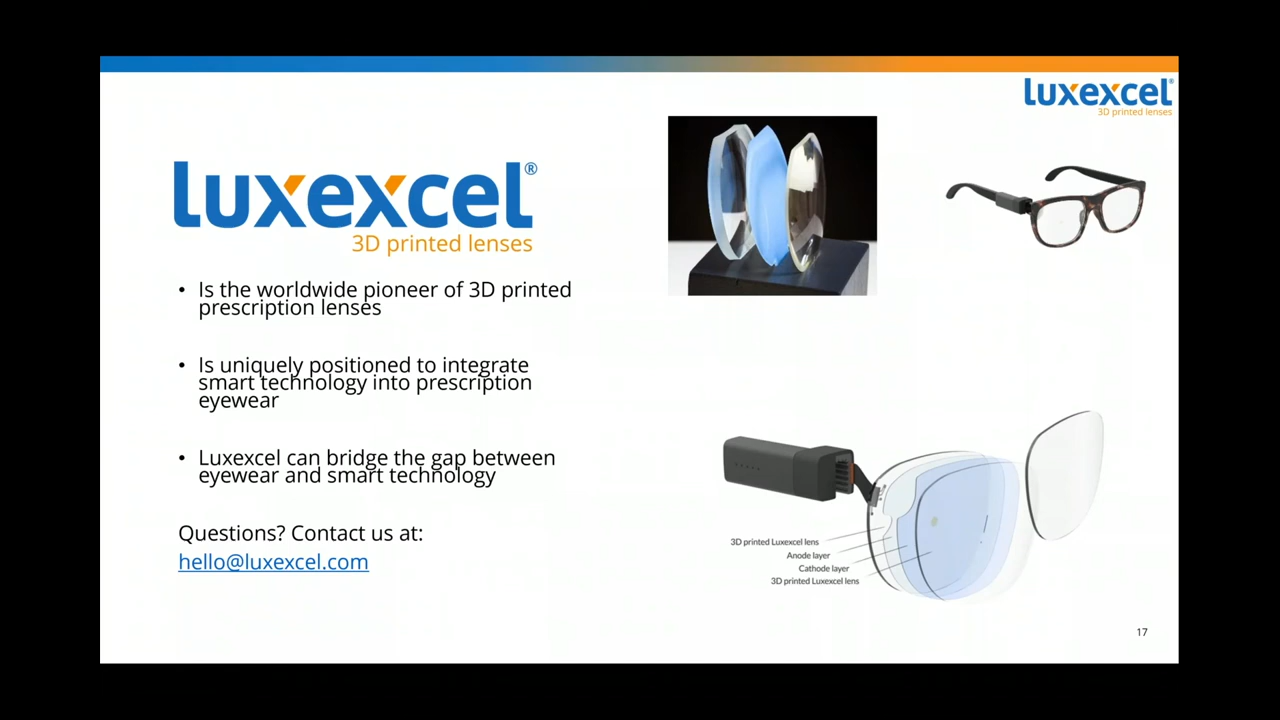 luxexcel®
3D printed lenses
luxexcel®
3D printed lenses
• Is the worldwide pioneer of 3D printed
prescription lenses
• Is uniquely positioned to integrate
smart technology into prescription
eyewear
• Luxexcel can bridge the gap between
eyewear and smart technology
Questions? Contact us at:
hello@luxexcel.com
3D printed Luxexcel lens
Anode layer
Cathode layer
3D printed Luxexcel lens
17